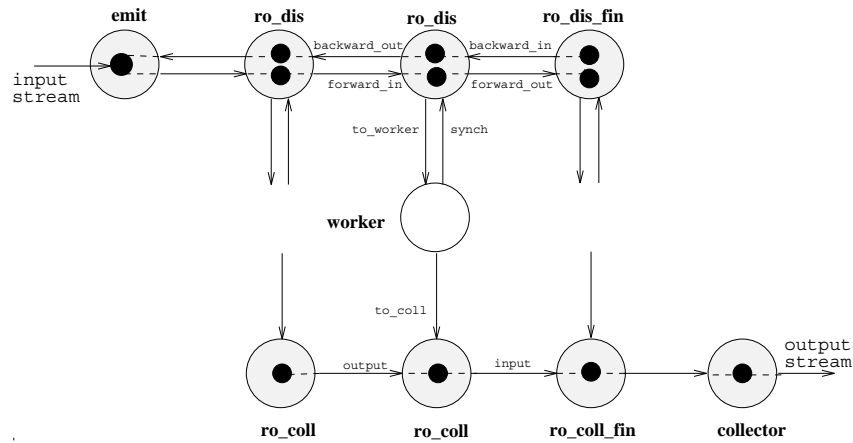 emit ro_dis ro_dis ro_dis_fin
backward_out backward_in
input
stream
forward_in forward_out
to_worker synch
worker
to_coll
output
stream
output input
ro_coll ro_coll ro_coll_fin collector